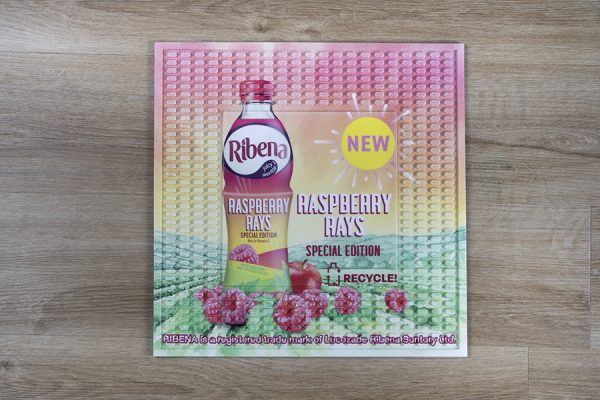 NEW
Ribena
juicy
RASPBERRY
RAYS
SPECIAL EDITION
RASPBERRY
RAYS
SPECIAL EDITION
RECYCLE!
RIBENA is a registered trade mark of Lucozade Ribena Suntory Ltd.